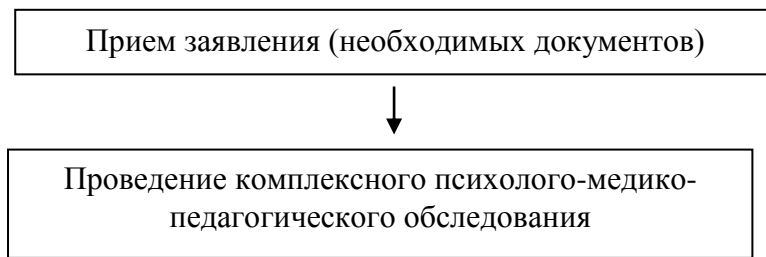 Прием заявления (необходимых документов)
Проведение комплексного психолого-медико-
педагогического обследования